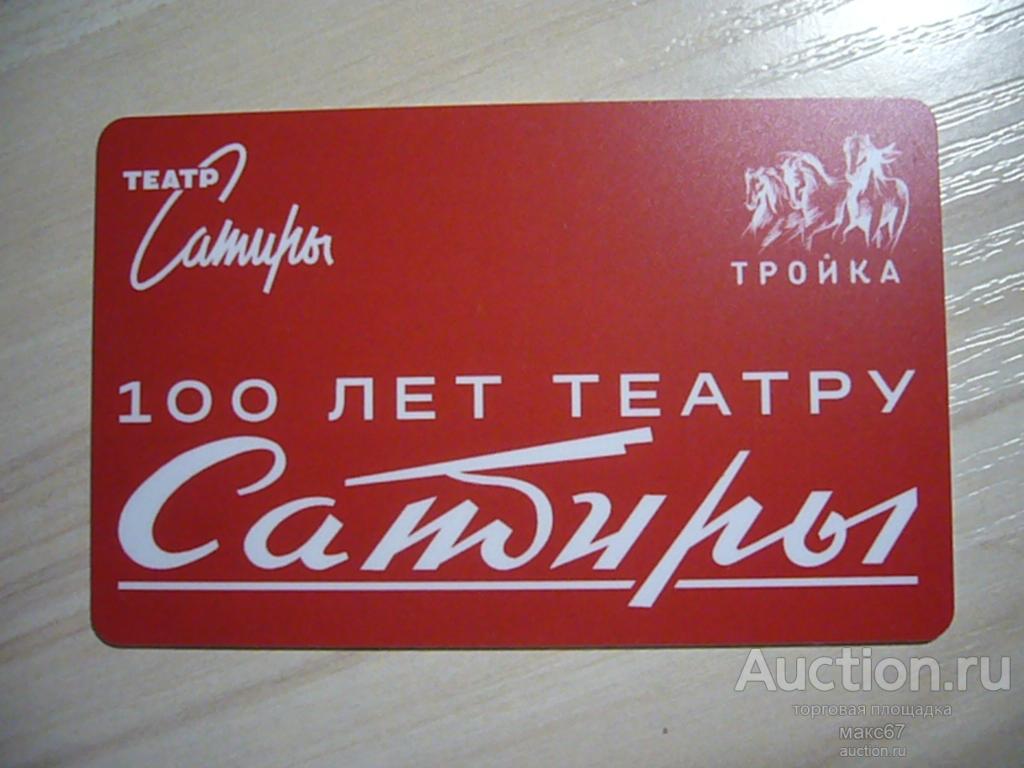 ТЕАТР
Сатиры
ТРОЙКА
100 ЛЕТ ТЕАТРУ
Сатиры
Auction.ru
торговая площадка
макс67
auction.ru